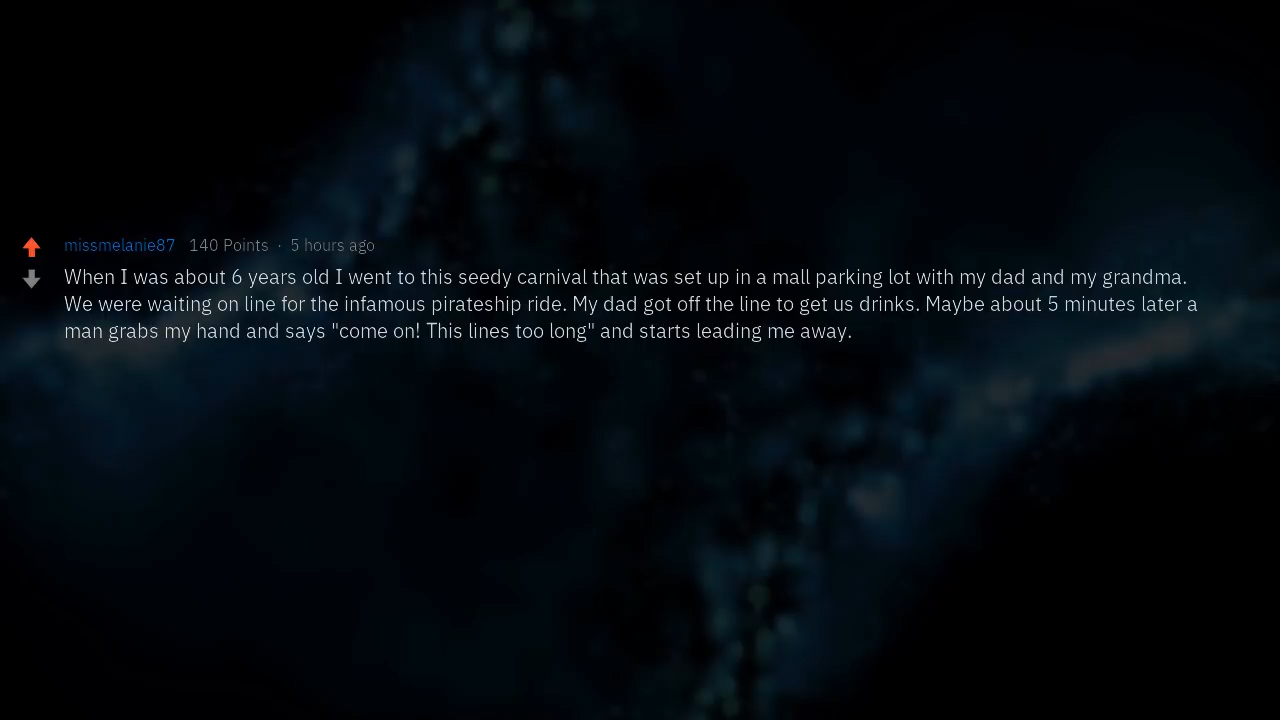 missmelanie87 140 Points · 5 hours ago
When I was about 6 years old I went to this seedy carnival that was set up in a mall parking lot with my dad and my grandma.
We were waiting on line for the infamous pirateship ride. My dad got off the line to get us drinks. Maybe about 5 minutes later a
man grabs my hand and says "come on! This lines too long" and starts leading me away.